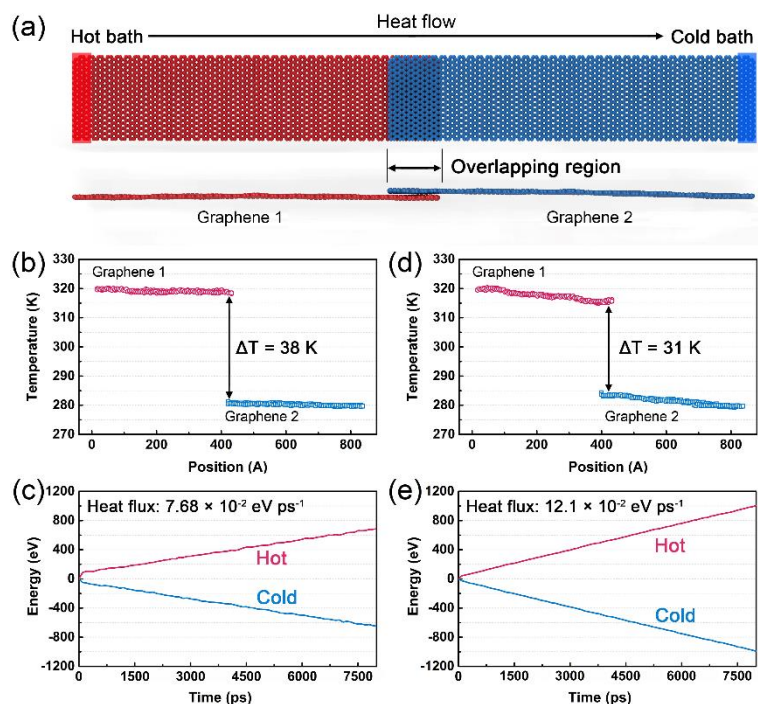 (a)
Heat flow
Hot bath
Cold bath
Overlapping region
Graphene 1
Graphene 2
(b)
330
320
310
300
290
280
270
Temperature (K)
Graphene 1
ΔT = 38 K
Graphene 2
0 200 400 600 800
Position (A)
(d)
330
320
310
300
290
280
270
Temperature (K)
Graphene 1
ΔT = 31 K
Graphene 2
0 200 400 600 800
Position (A)
(c)
1200
800
400
0
-400
-800
-1200
Energy (eV)
Heat flux: 7.68 × 10⁻² eV ps⁻¹
Hot
Cold
0 1500 3000 4500 6000 7500
Time (ps)
(e)
1200
800
400
0
-400
-800
-1200
Energy (eV)
Heat flux: 12.1 × 10⁻² eV ps⁻¹
Hot
Cold
0 1500 3000 4500 6000 7500
Time (ps)